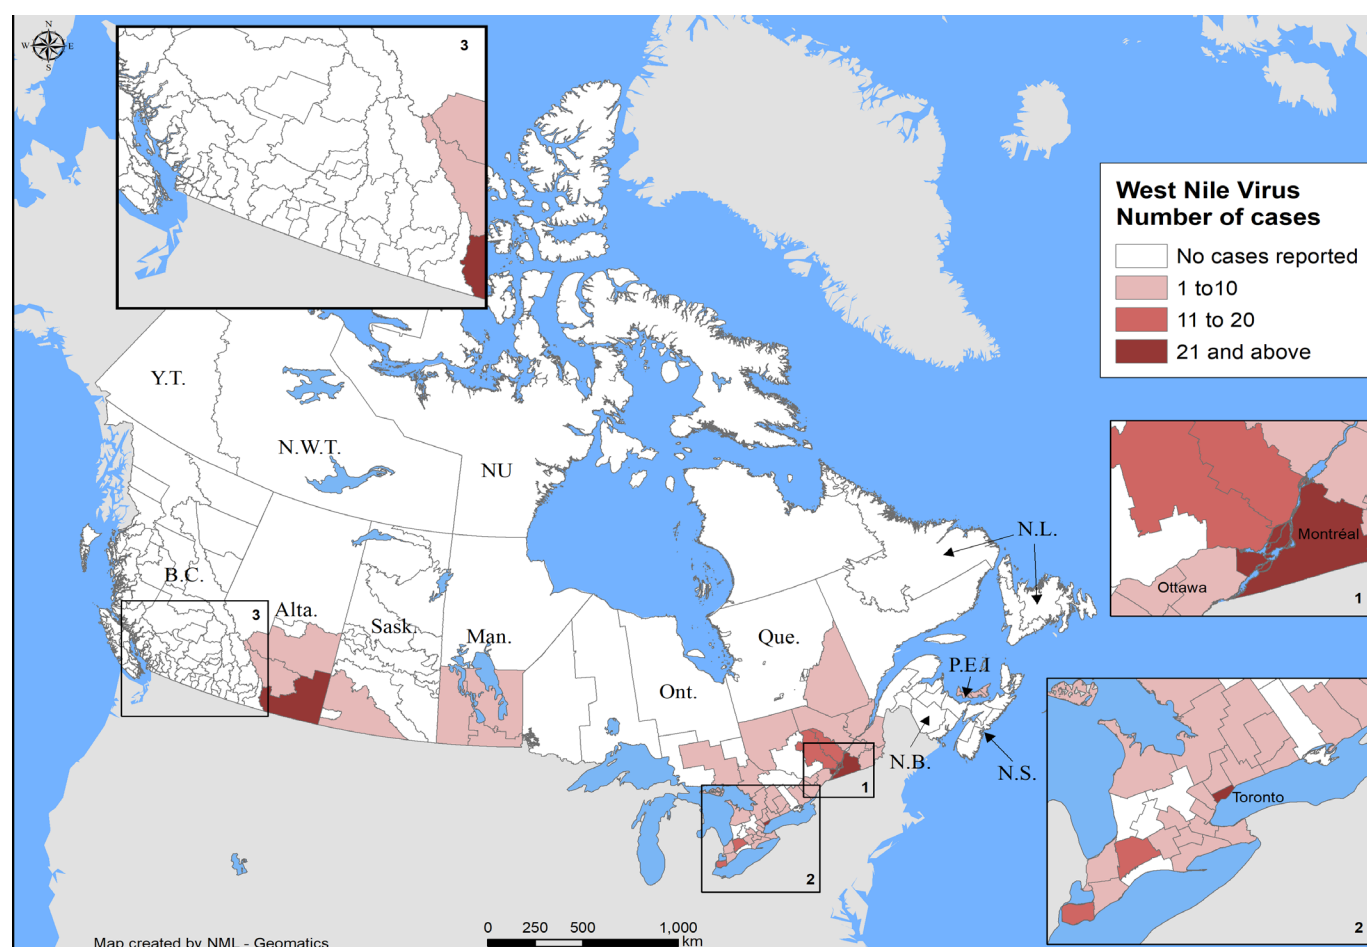 N
W E
S
3
West Nile Virus
Number of cases
No cases reported
1 to10
11 to 20
21 and above
Y.T.
N.W.T.
NU
Montréal
Ottawa
1
N.L.
B.C.
3
Alta.
Sask.
Man.
Que.
P.E.I
Ont.
N.B.
N.S.
1
Toronto
2
2
0 250 500 1,000
km
Map created by NML - Geomatics